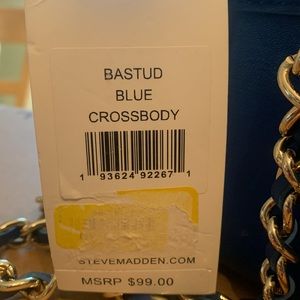 BASTUD
BLUE
CROSSBODY
1 93624 92267 1
STEVEMADDEN.COM
MSRP $99.00